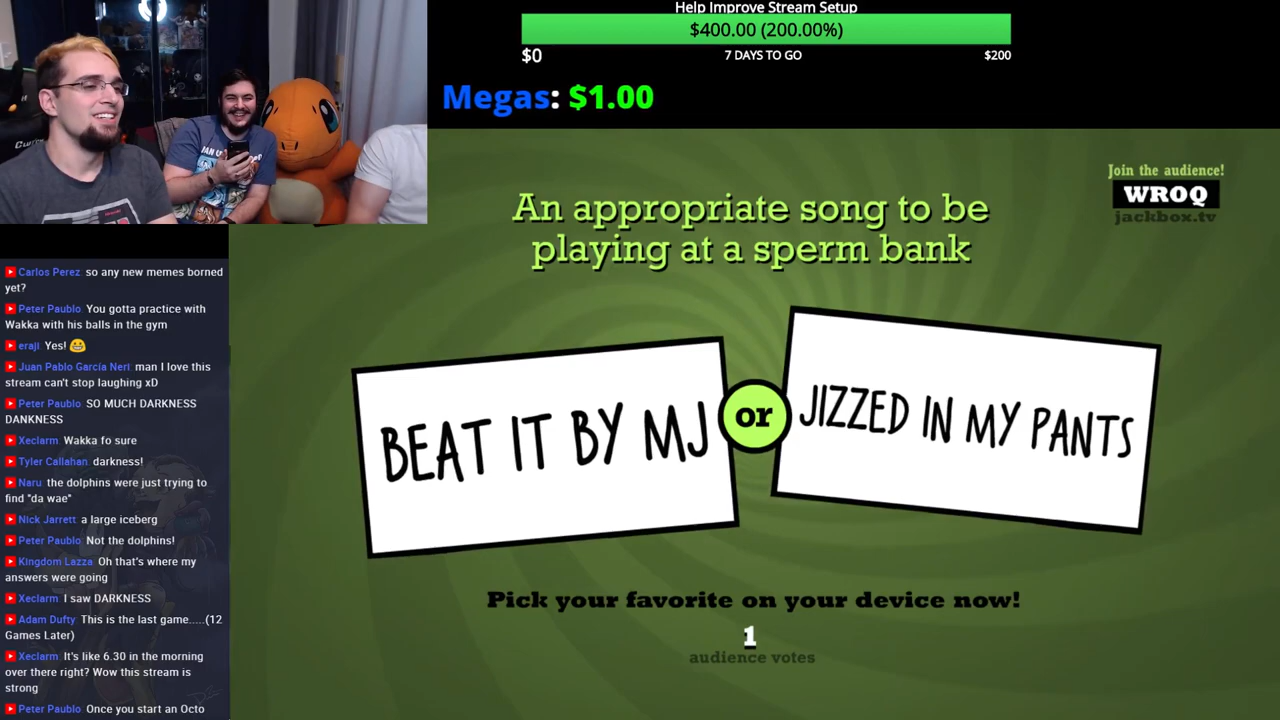 Help Improve Stream Setup
$400.00 (200.00%)
$0
7 DAYS TO GO
$200
Megas: $1.00
Join the audience!
WROQ
jackbox.tv
An appropriate song to be
playing at a sperm bank
BEAT IT BY MJ
or
JIZZED IN MY PANTS
Pick your favorite on your device now!
1
audience votes
Carlos Perez so any new memes borned
yet?
Peter Paublo You gotta practice with
Wakka with his balls in the gym
eraji Yes! 😀
Juan Pablo García Neri man I love this
stream can't stop laughing xD
Peter Paublo SO MUCH DARKNESS
DANKNESS
Xeclarm Wakka fo sure
Tyler Callahan darkness!
Naru the dolphins were just trying to
find "da wae"
Nick Jarrett a large iceberg
Peter Paublo Not the dolphins!
Kingdom Lazza Oh that's where my
answers were going
Xeclarm I saw DARKNESS
Adam Dufty This is the last game.....(12
Games Later)
Xeclarm It's like 6.30 in the morning
over there right? Wow this stream is
strong
Peter Paublo Once you start an Octo